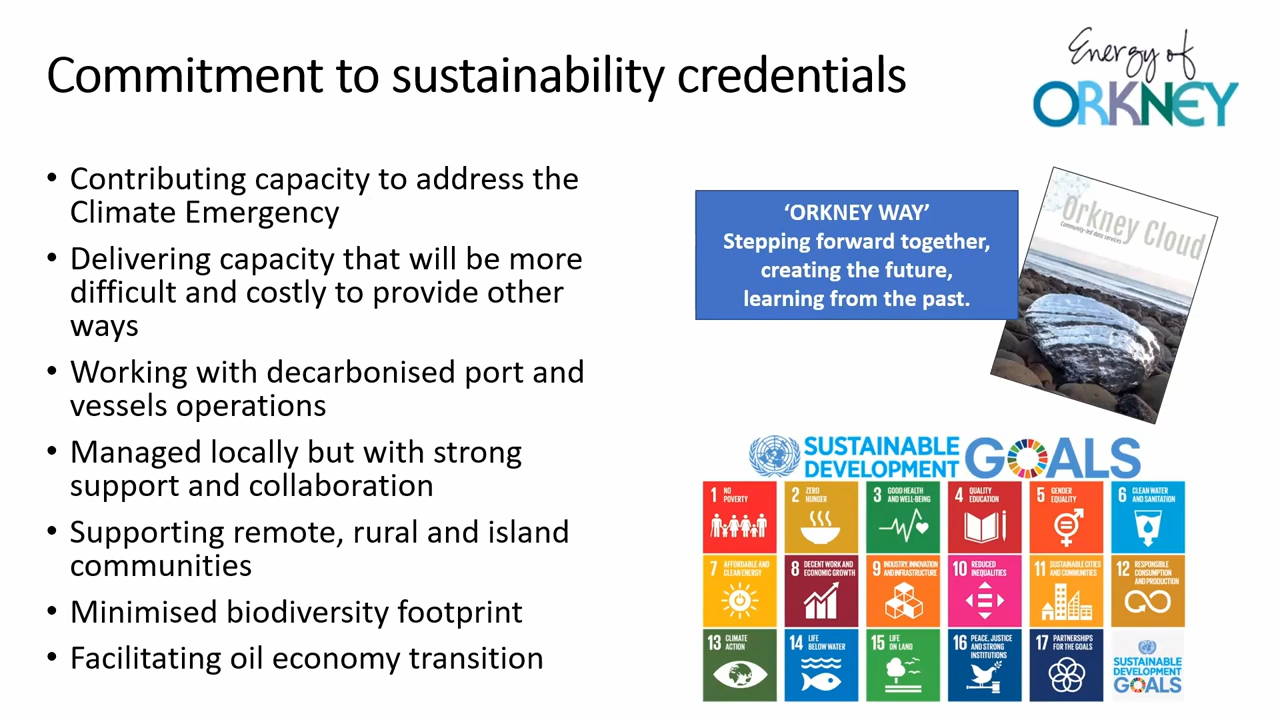 Commitment to sustainability credentials
Energy of
ORKNEY
• Contributing capacity to address the
Climate Emergency
• Delivering capacity that will be more
difficult and costly to provide other
ways
• Working with decarbonised port and
vessels operations
• Managed locally but with strong
support and collaboration
• Supporting remote, rural and island
communities
• Minimised biodiversity footprint
• Facilitating oil economy transition
‘ORKNEY WAY’
Stepping forward together,
creating the future,
learning from the past.
Orkney Cloud
Community-led data services
SUSTAINABLE
DEVELOPMENT
GOALS
1 NO
POVERTY
2 ZERO
HUNGER
3 GOOD HEALTH
AND WELL-BEING
4 QUALITY
EDUCATION
5 GENDER
EQUALITY
6 CLEAN WATER
AND SANITATION
7 AFFORDABLE AND
CLEAN ENERGY
8 DECENT WORK AND
ECONOMIC GROWTH
9 INDUSTRY, INNOVATION
AND INFRASTRUCTURE
10 REDUCED
INEQUALITIES
11 SUSTAINABLE CITIES
AND COMMUNITIES
12 RESPONSIBLE
CONSUMPTION
AND PRODUCTION
13 CLIMATE
ACTION
14 LIFE
BELOW WATER
15 LIFE
ON LAND
16 PEACE, JUSTICE
AND STRONG
INSTITUTIONS
17 PARTNERSHIPS
FOR THE GOALS
SUSTAINABLE
DEVELOPMENT
GOALS